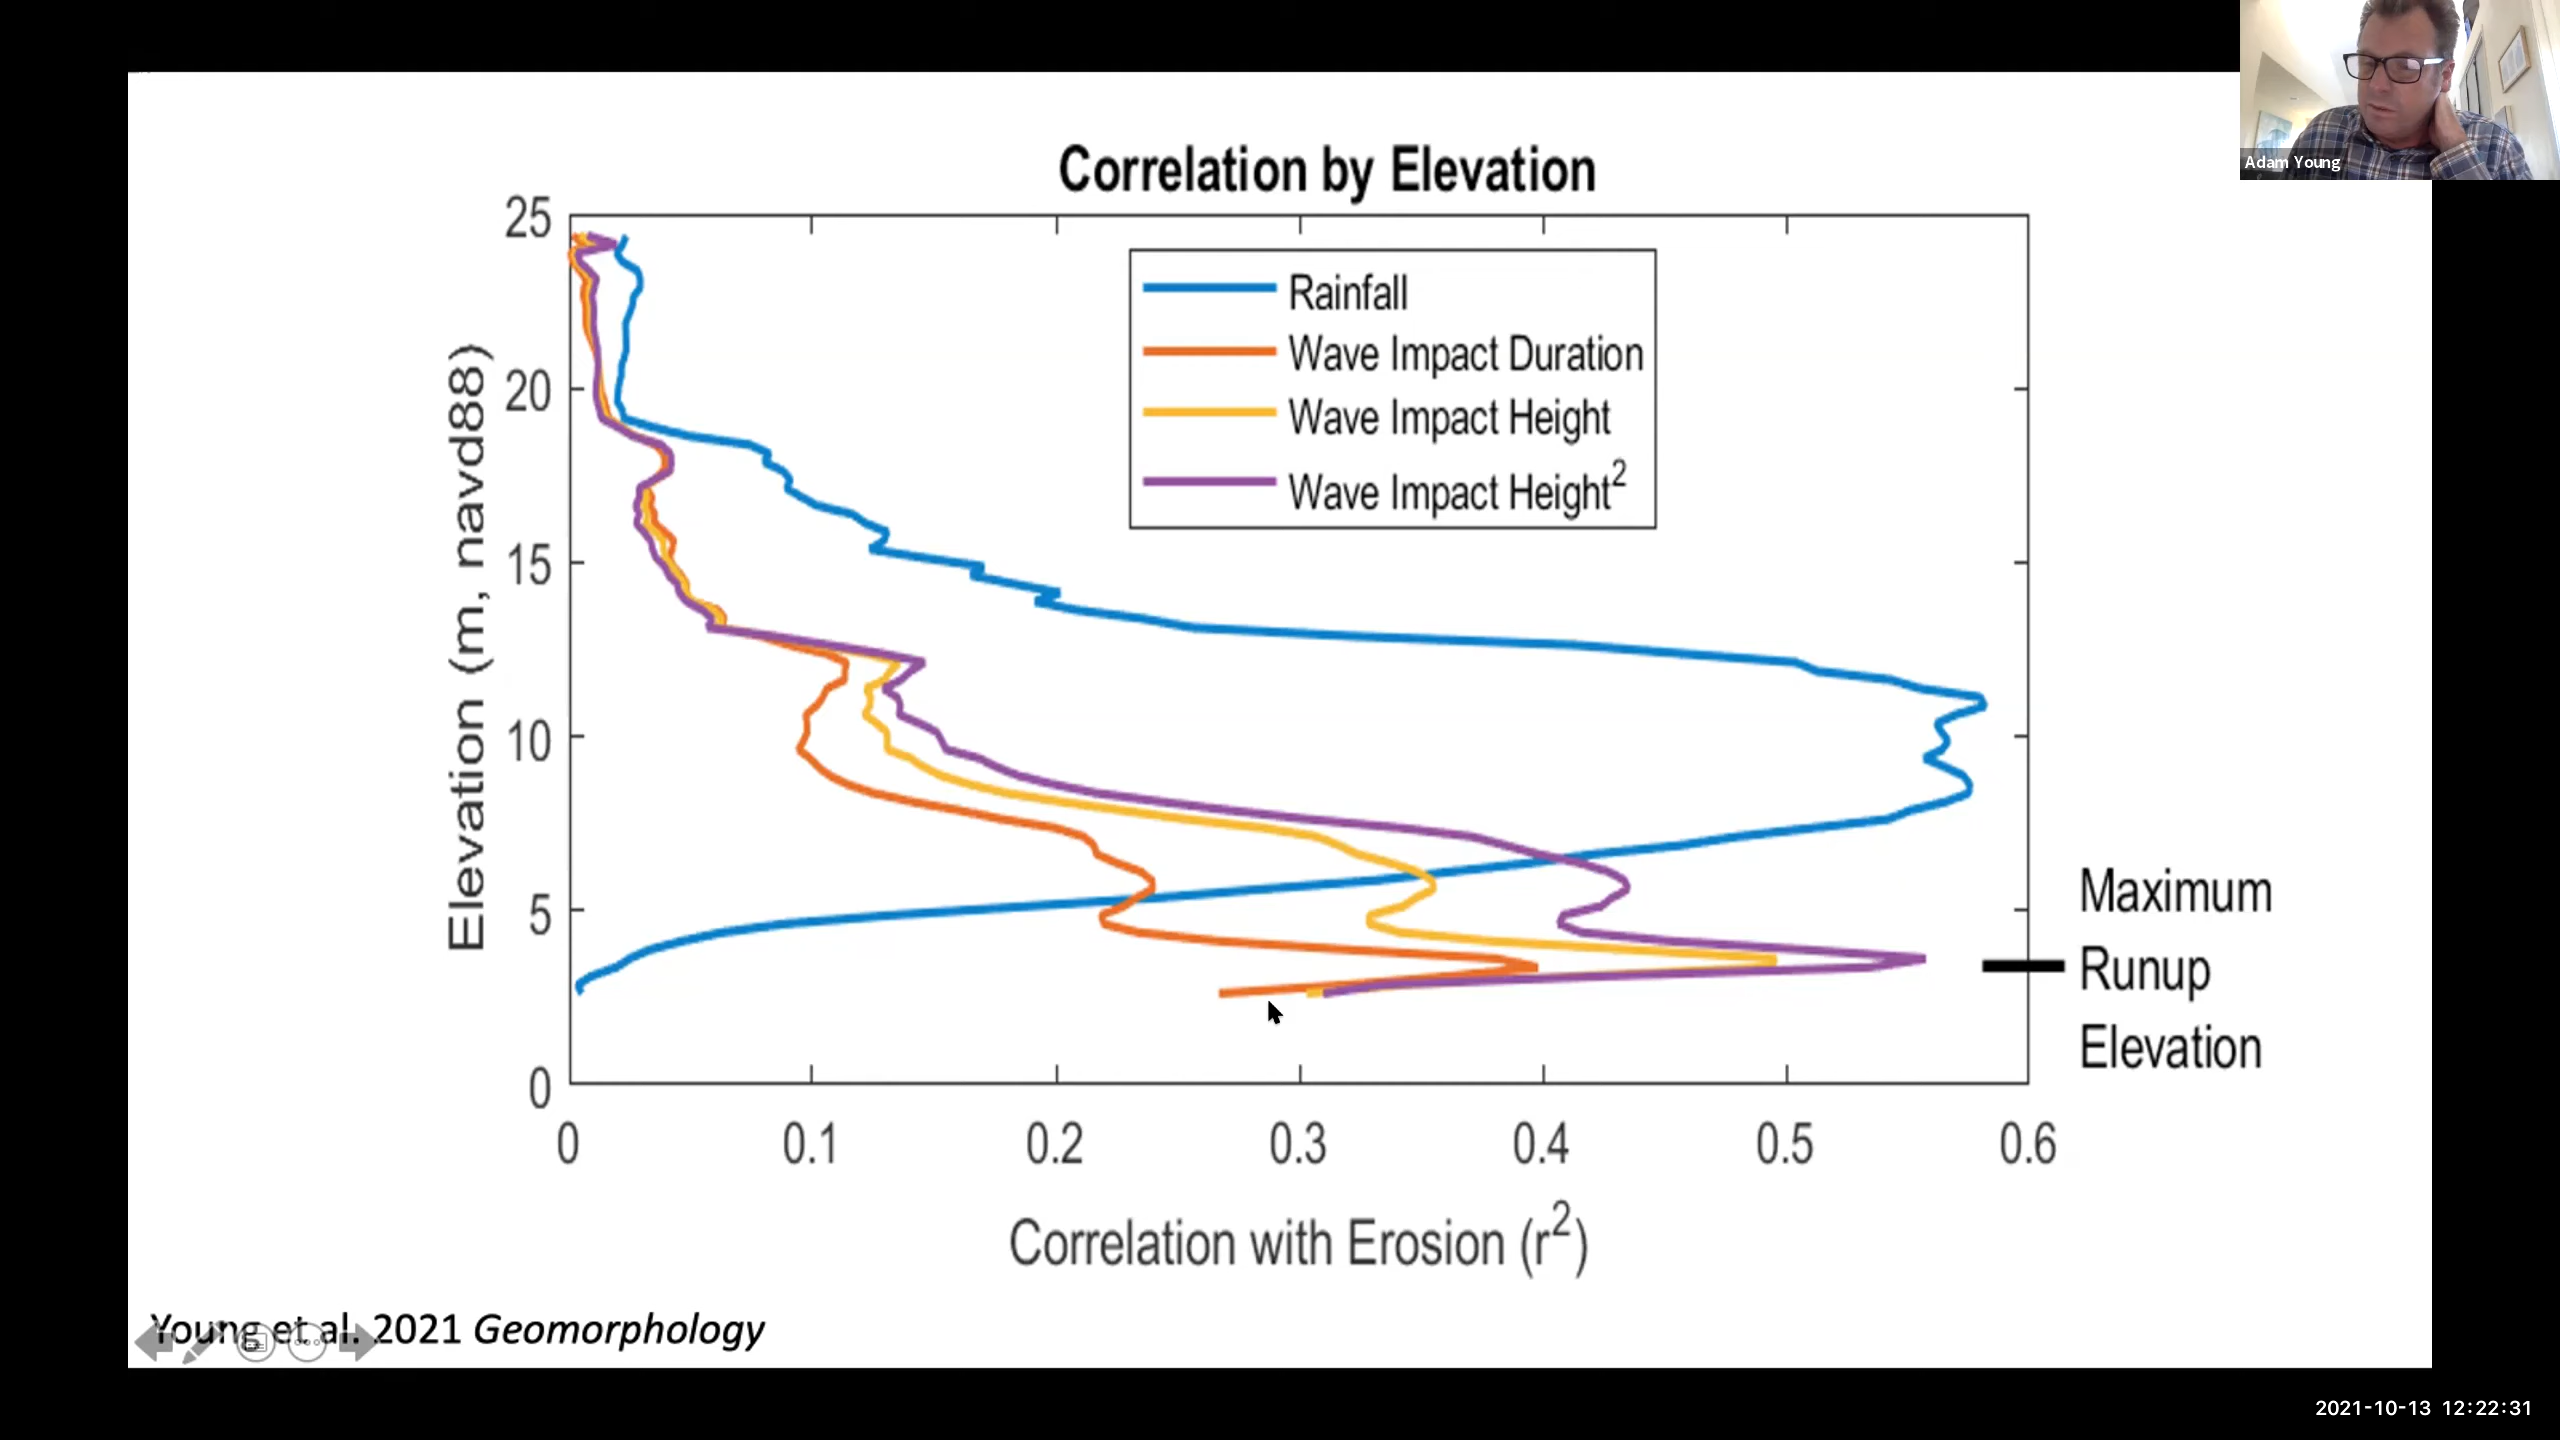 Adam Young
Correlation by Elevation
25
20
15
10
5
0
Elevation (m, navd88)
Rainfall
Wave Impact Duration
Wave Impact Height
Wave Impact Height²
Maximum
Runup
Elevation
0 0.1 0.2 0.3 0.4 0.5 0.6
Correlation with Erosion (r²)
Young et al. 2021 Geomorphology
2021-10-13 12:22:31